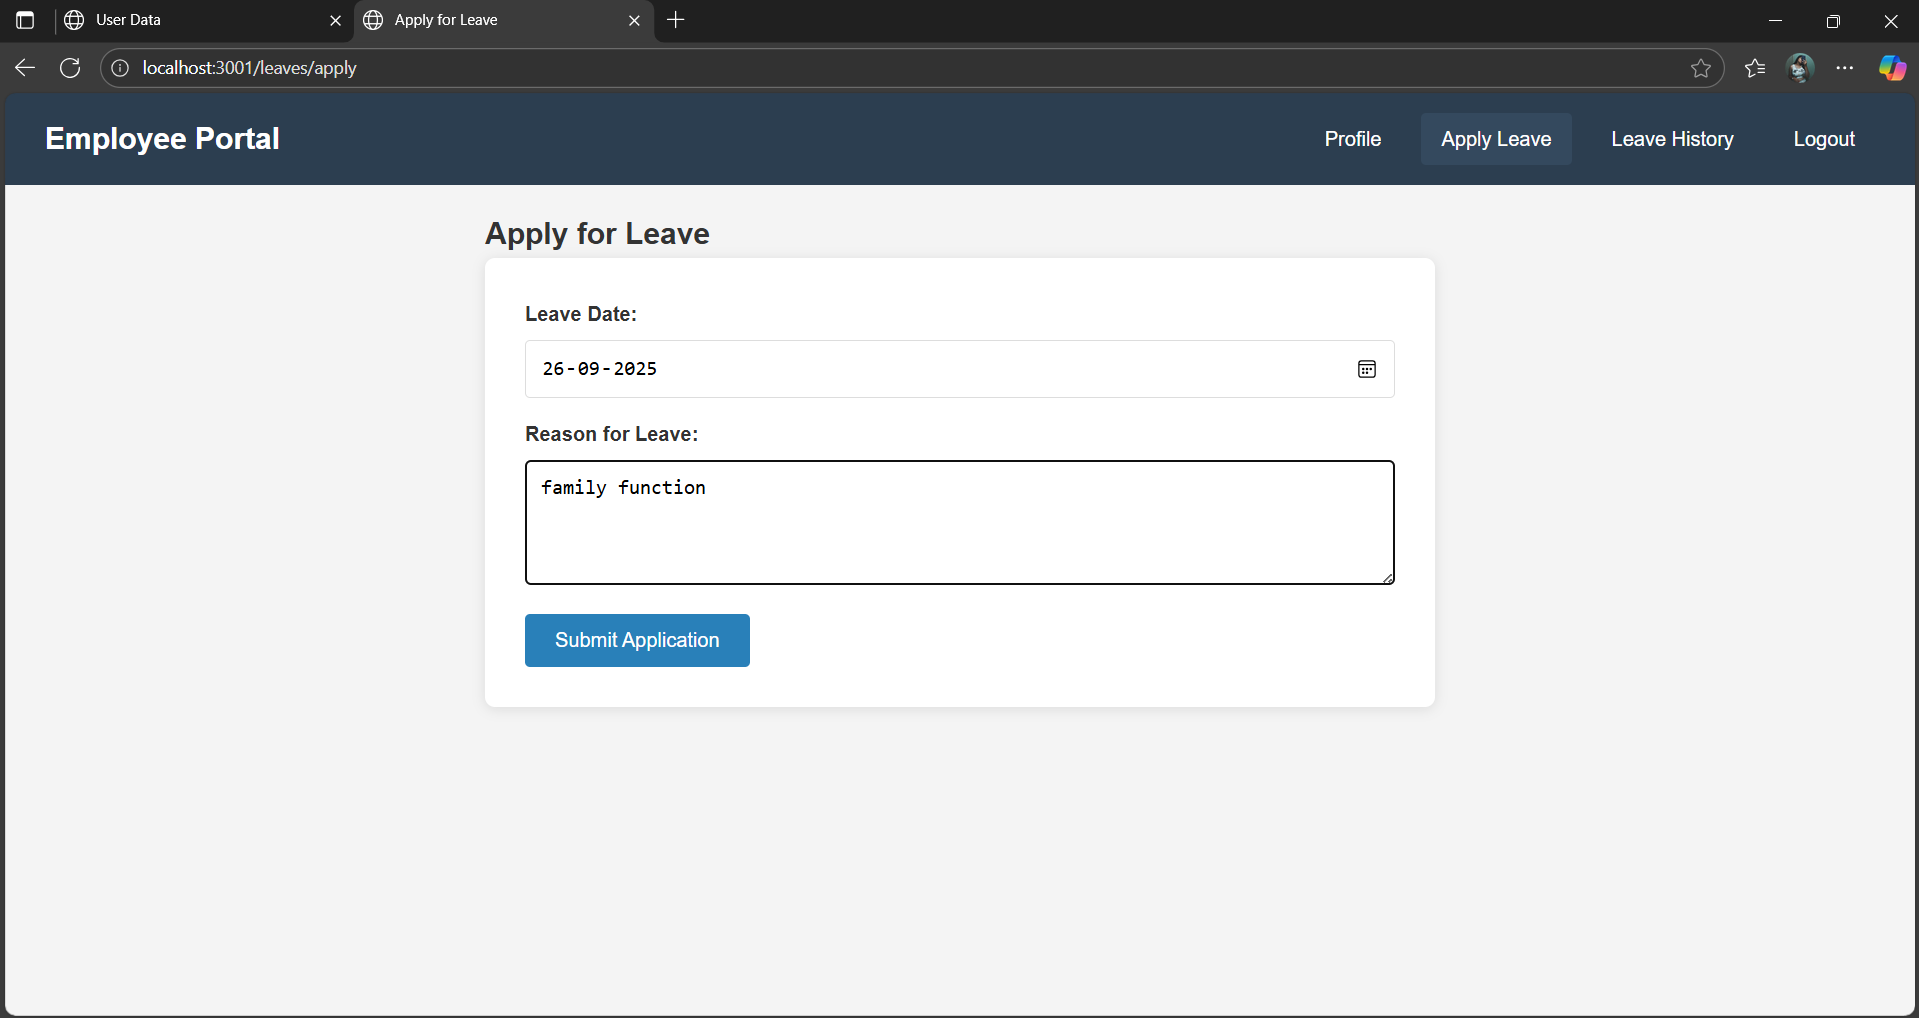 User Data
Apply for Leave
localhost:3001/leaves/apply
Employee Portal
Profile
Apply Leave
Leave History
Logout
Apply for Leave
Leave Date:
26-09-2025
Reason for Leave:
family function
Submit Application